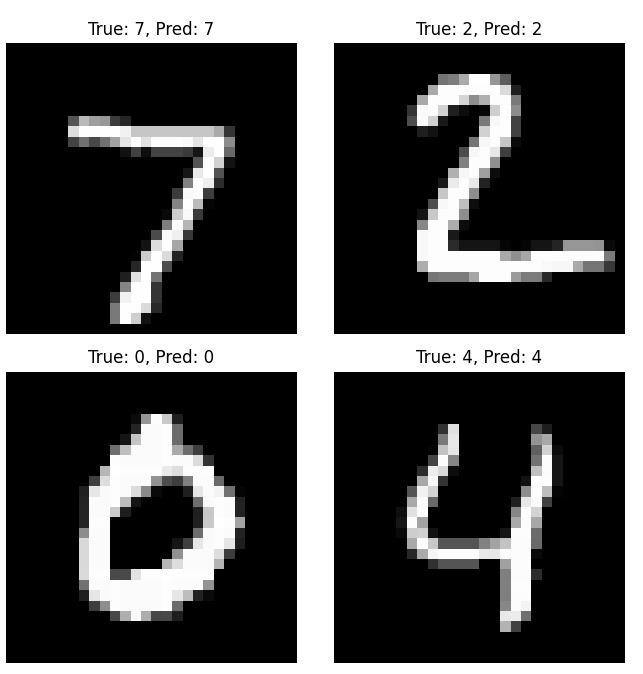 True: 7, Pred: 7
True: 2, Pred: 2
7
2
True: 0, Pred: 0
True: 4, Pred: 4
0
4